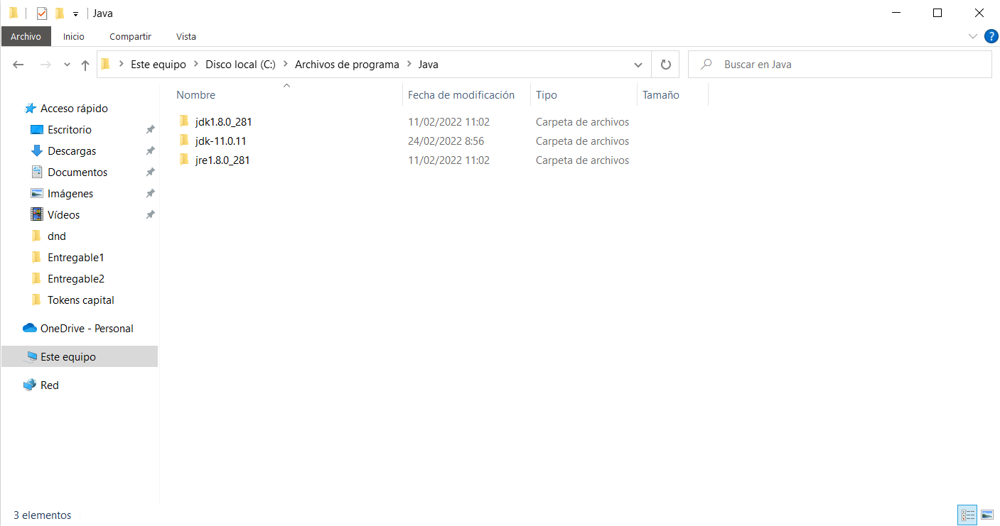 Java
Archivo Inicio Compartir Vista
Este equipo Disco local (C:) Archivos de programa Java Buscar en Java
Nombre Fecha de modificación Tipo Tamaño
Acceso rápido
Escritorio
Descargas
Documentos
Imágenes
Vídeos
dnd
Entregable1
Entregable2
Tokens capital
OneDrive - Personal
Este equipo
Red
jdk1.8.0_281 11/02/2022 11:02 Carpeta de archivos
jdk-11.0.11 24/02/2022 8:56 Carpeta de archivos
jre1.8.0_281 11/02/2022 11:02 Carpeta de archivos
3 elementos